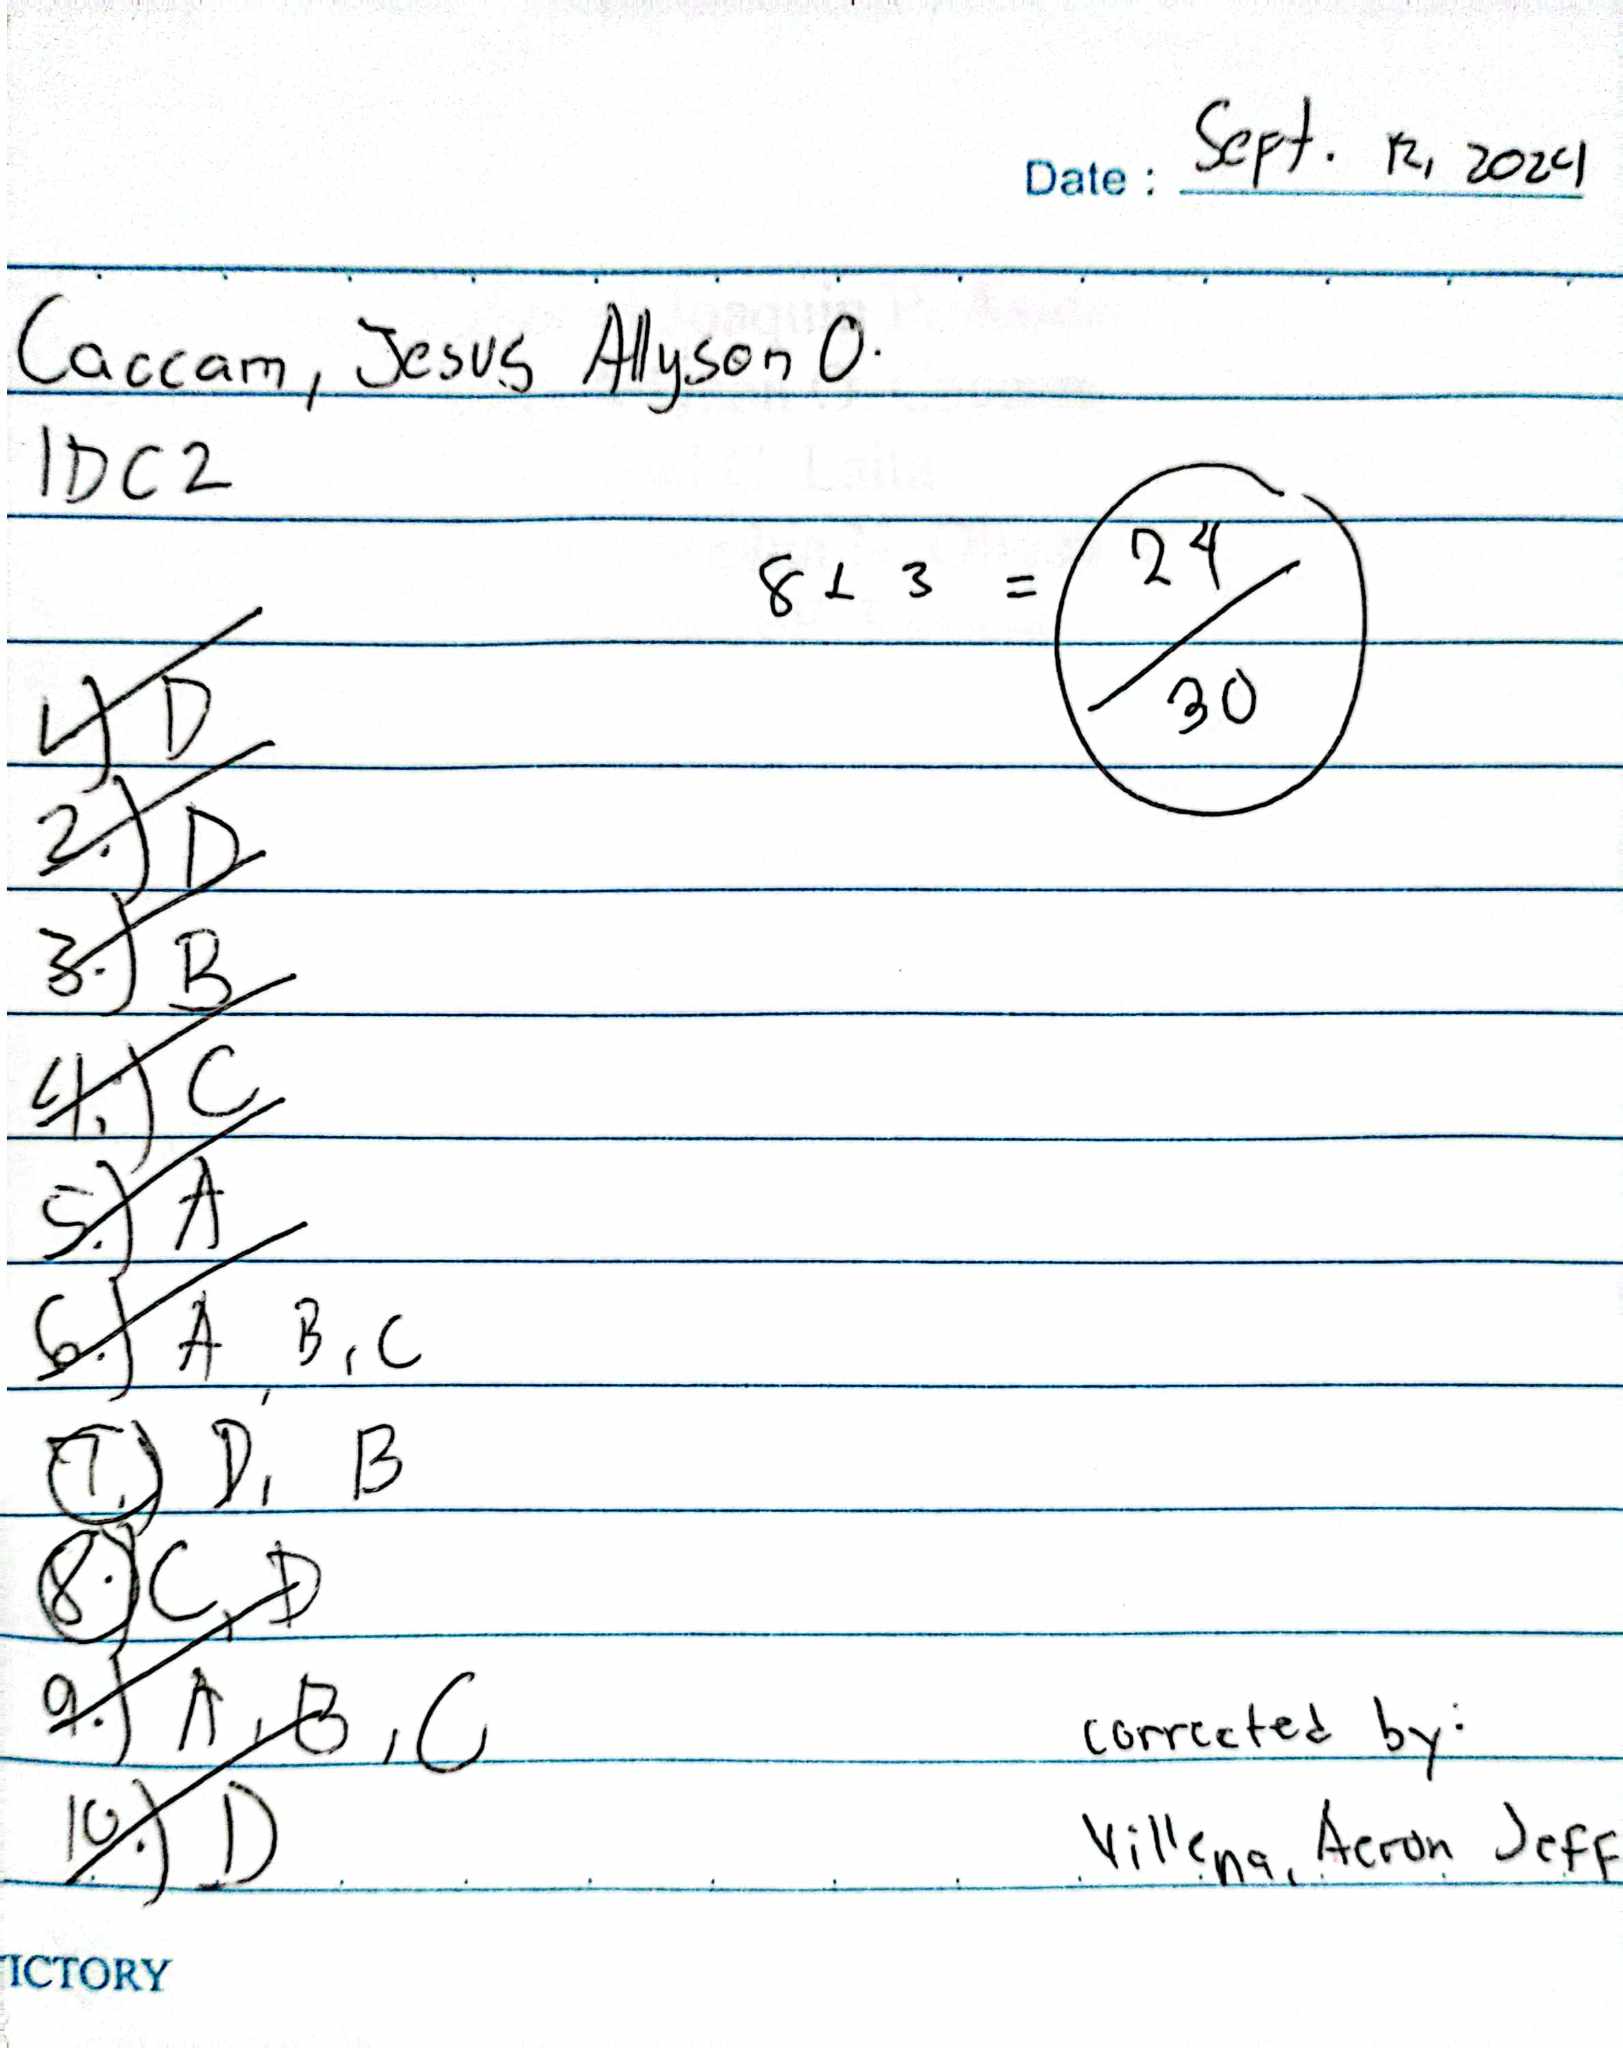 Date : Sept. 12, 2024
Caccam, Jesus Allyson O.
1DC2
8 x 3 = 24/30
1.) D
2.) D
3.) B
4.) C
5.) A
6.) A, B, C
7.) D, B
8.) C, D
9.) A, B, C
10.) D
corrected by:
Villena, Aeron Jeff
ICTORY